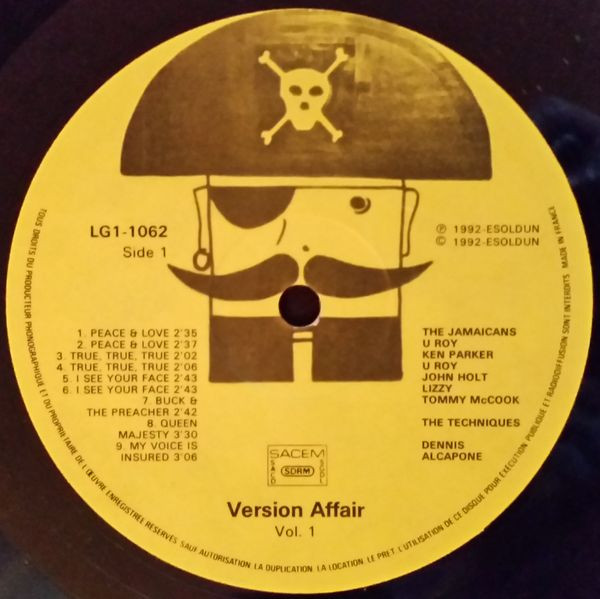 LG1-1062
Side 1
℗ 1992-ESOLDUN
© 1992-ESOLDUN
1. PEACE & LOVE 2'35
2. PEACE & LOVE 2'37
3. TRUE, TRUE, TRUE 2'02
4. TRUE, TRUE, TRUE 2'06
5. I SEE YOUR FACE 2'43
6. I SEE YOUR FACE 2'43
7. BUCK &
THE PREACHER 2'42
8. QUEEN
MAJESTY 3'30
9. MY VOICE IS
INSURED 3'06
THE JAMAICANS
U ROY
KEN PARKER
U ROY
JOHN HOLT
LIZZY
TOMMY McCOOK
THE TECHNIQUES
DENNIS
ALCAPONE
SACEM
SACD
SDRM
SGDL
Version Affair
Vol. 1
TOUS DROITS DU PRODUCTEUR PHONOGRAPHIQUE ET DU PROPRIETAIRE DE L'ŒUVRE ENREGISTRÉE RESERVES. SAUF AUTORISATION, LA DUPLICATION, LA LOCATION, LE PRET, L'UTILISATION DE CE DISQUE POUR EXÉCUTION PUBLIQUE ET RADIODIFFUSION SONT INTERDITS. MADE IN FRANCE